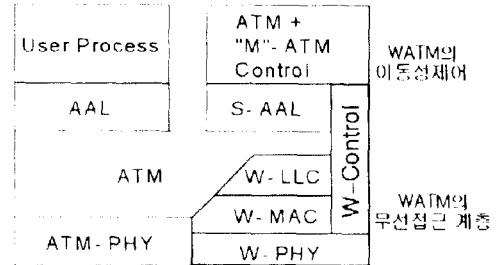 User Process
ATM +
"M"- ATM
Control
WATM의
이동성제어
AAL
S- AAL
W-Control
ATM
W- LLC
W- MAC
WATM의
무선접근 계층
ATM- PHY
W- PHY